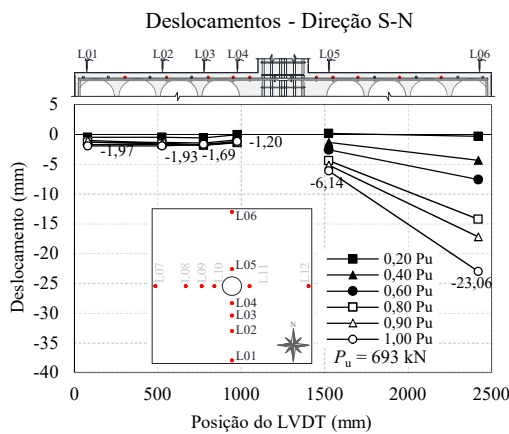 Deslocamentos - Direção S-N
L01 L02 L03 L04 L05 L06
5
0
-5
-10
-15
-20
-25
-30
-35
-40
Deslocamento (mm)
-1,97
-1,93
-1,69
-1,20
-6,14
-23,06
L06
L05
L07
L08
L09
L10
L11
L12
L04
L03
L02
L01
N
0,20 Pu
0,40 Pu
0,60 Pu
0,80 Pu
0,90 Pu
1,00 Pu
Pu = 693 kN
0 500 1000 1500 2000 2500
Posição do LVDT (mm)